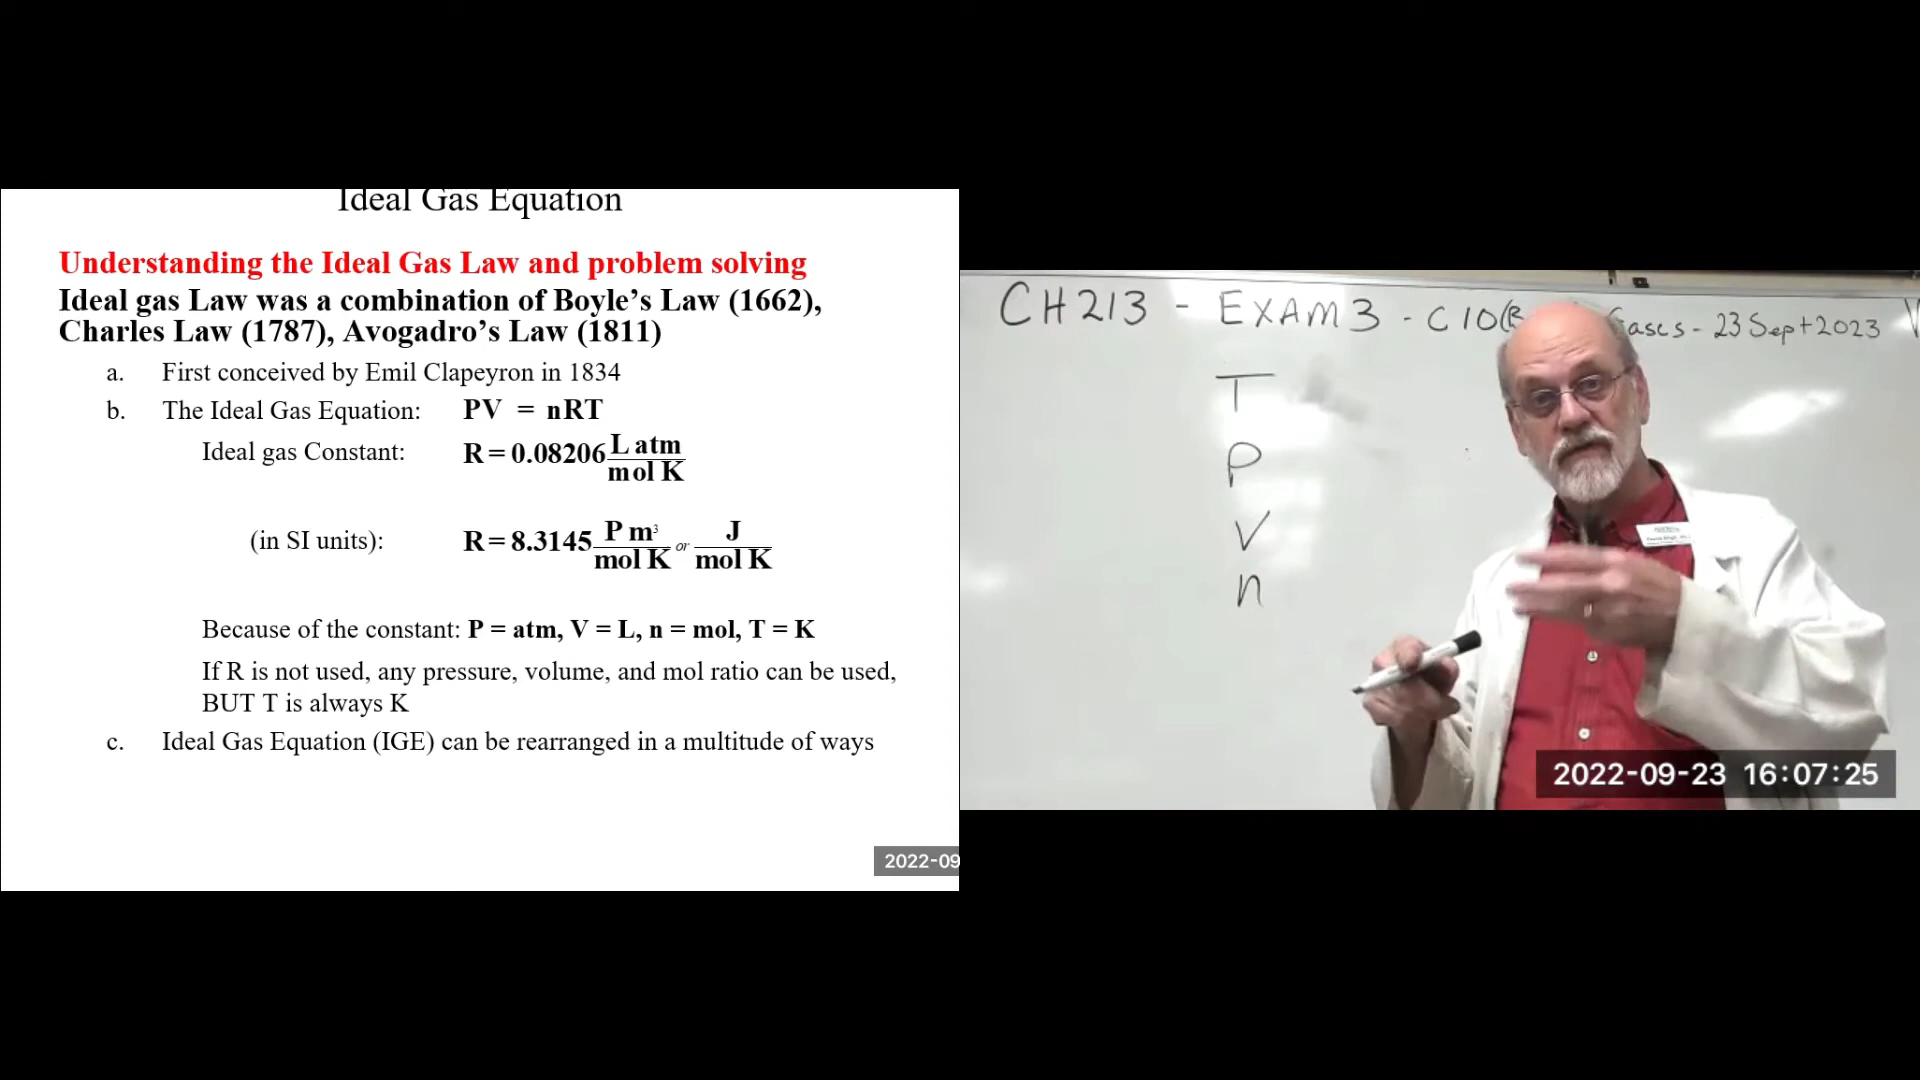 Ideal Gas Equation
Understanding the Ideal Gas Law and problem solving
Ideal gas Law was a combination of Boyle’s Law (1662),
Charles Law (1787), Avogadro’s Law (1811)
a. First conceived by Emil Clapeyron in 1834
b. The Ideal Gas Equation: PV = nRT
Ideal gas Constant: R = 0.08206 L atm / mol K
(in SI units): R = 8.3145 P m³ / mol K or J / mol K
Because of the constant: P = atm, V = L, n = mol, T = K
If R is not used, any pressure, volume, and mol ratio can be used,
BUT T is always K
c. Ideal Gas Equation (IGE) can be rearranged in a multitude of ways
2022-09
CH213 - EXAM 3 - C10(R Gases - 23 Sept 2023
T
P
V
n
2022-09-23 16:07:25